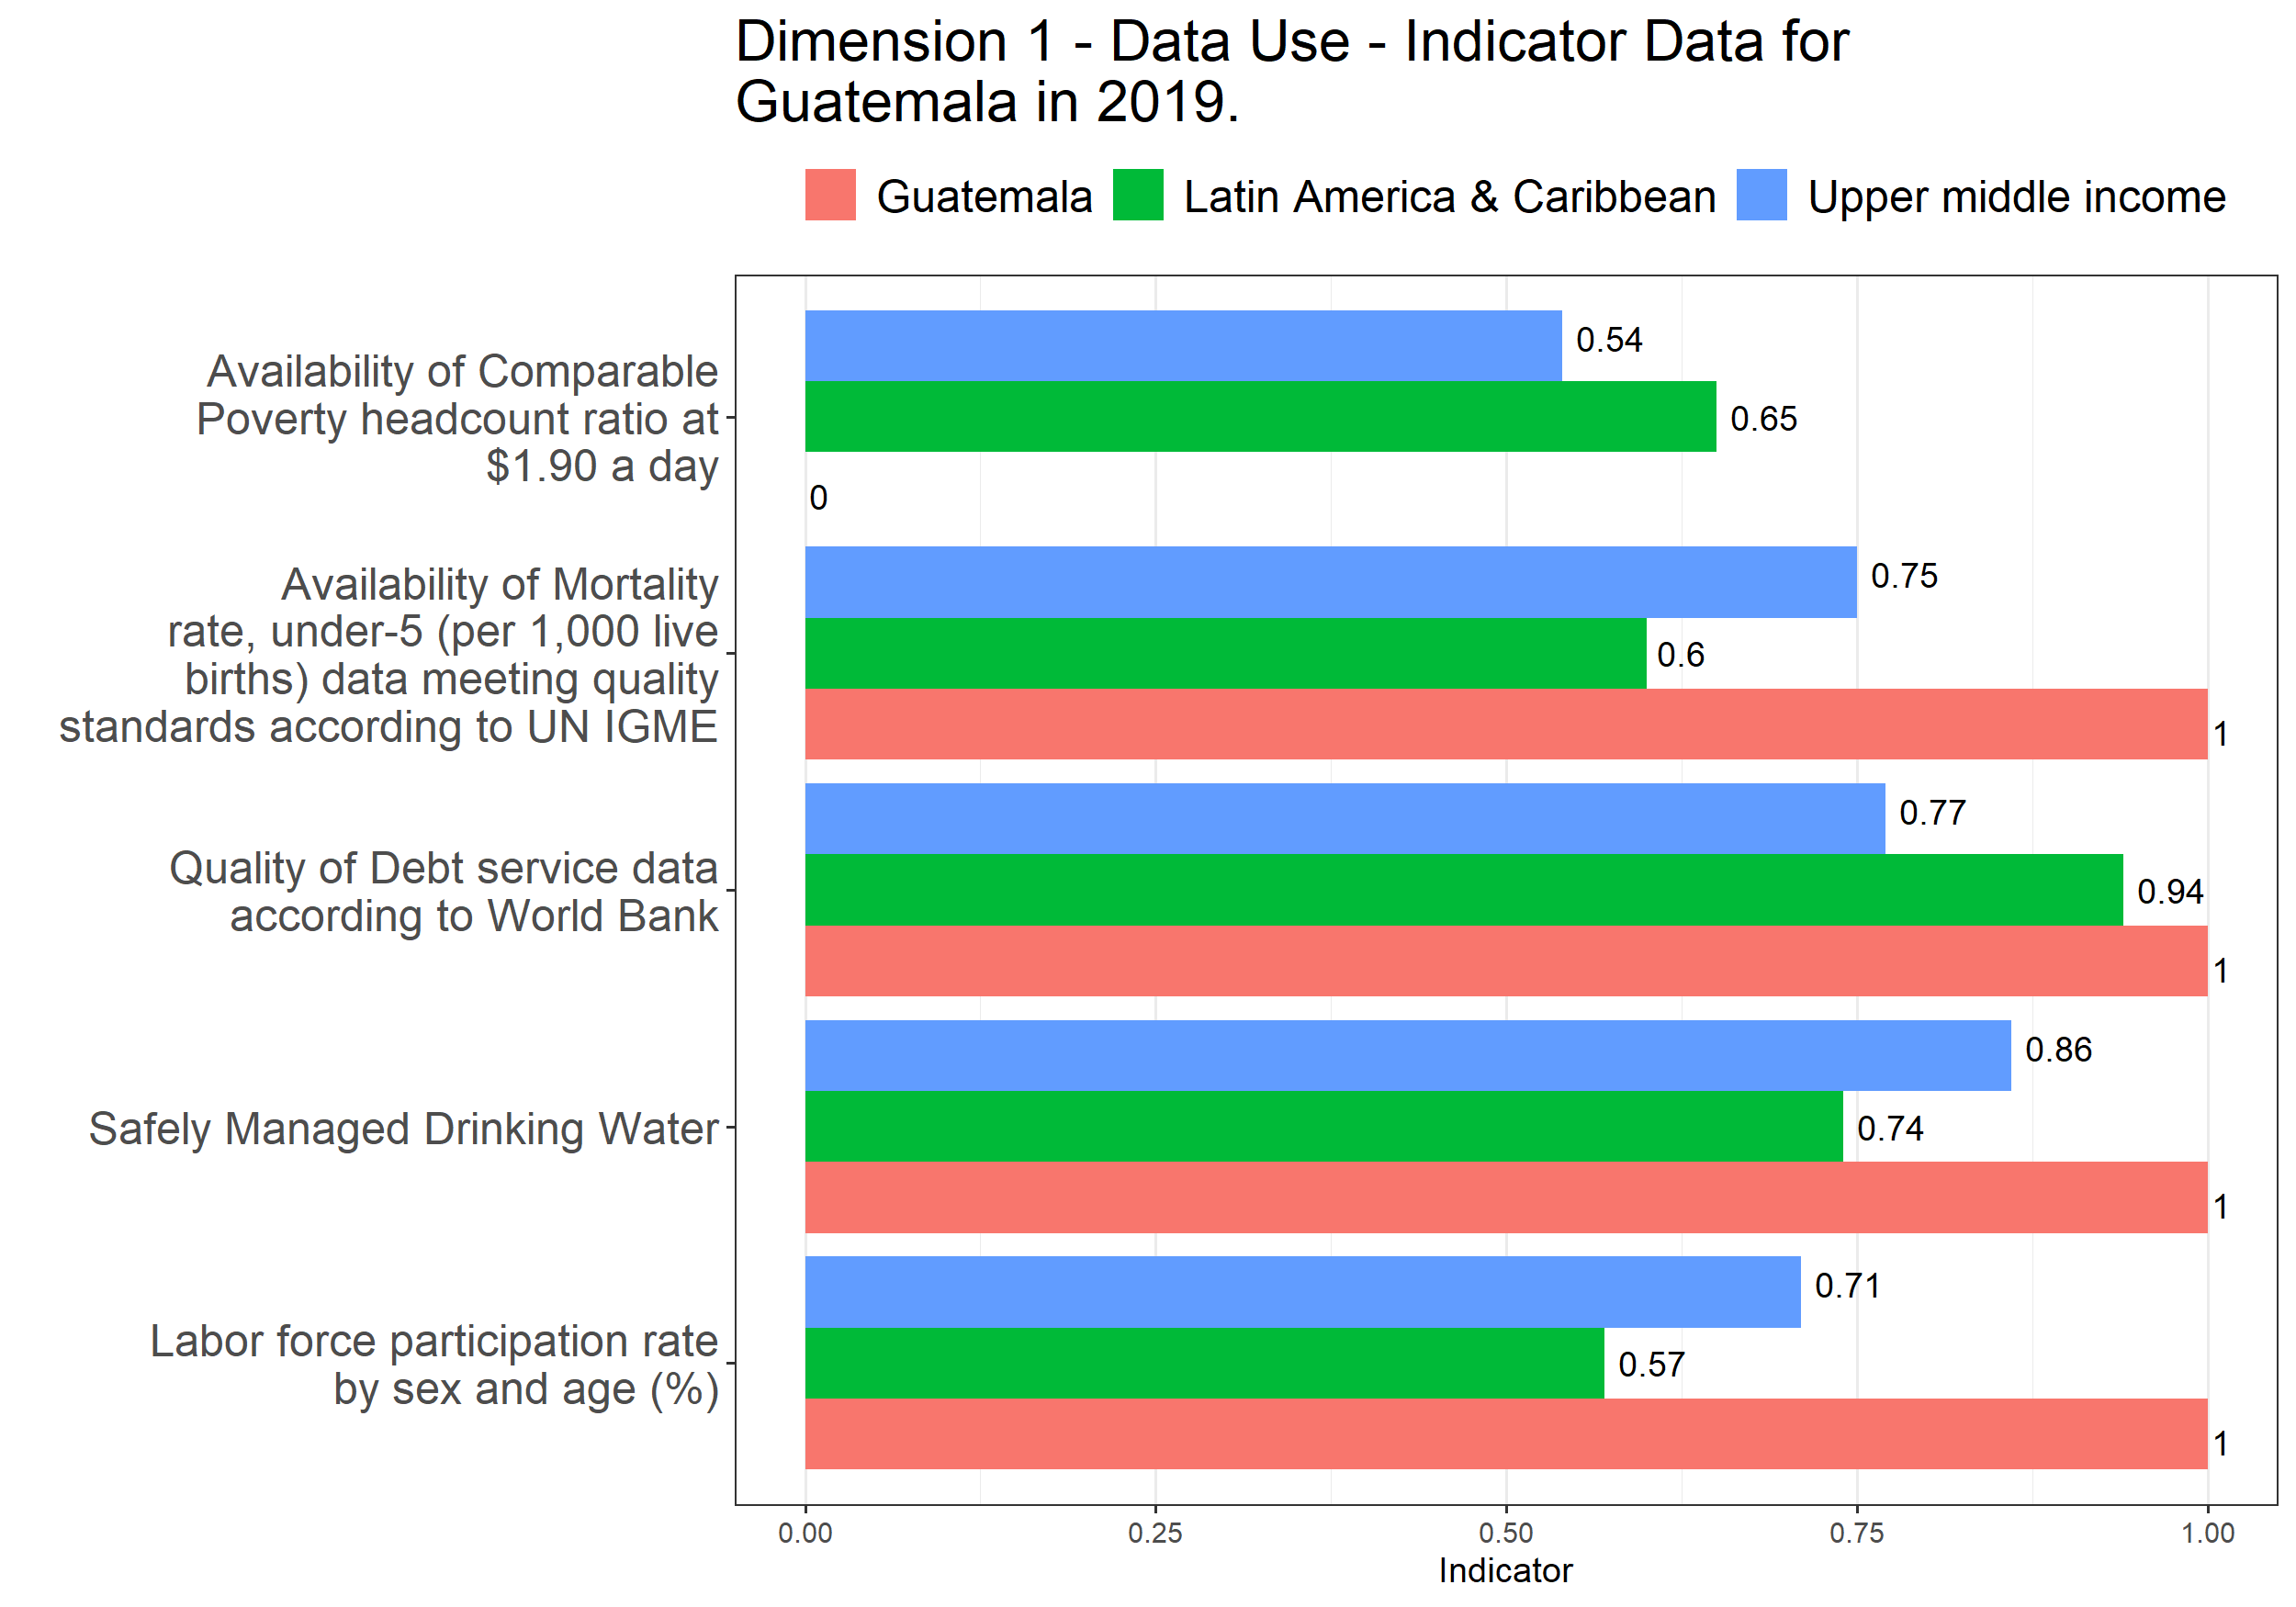 Dimension 1 - Data Use - Indicator Data for
Guatemala in 2019.
Guatemala
Latin America & Caribbean
Upper middle income
Availability of Comparable
Poverty headcount ratio at
$1.90 a day
0.54
0.65
0
Availability of Mortality
rate, under-5 (per 1,000 live
births) data meeting quality
standards according to UN IGME
0.75
0.6
1
Quality of Debt service data
according to World Bank
0.77
0.94
1
Safely Managed Drinking Water
0.86
0.74
1
Labor force participation rate
by sex and age (%)
0.71
0.57
1
0.00
0.25
0.50
0.75
1.00
Indicator